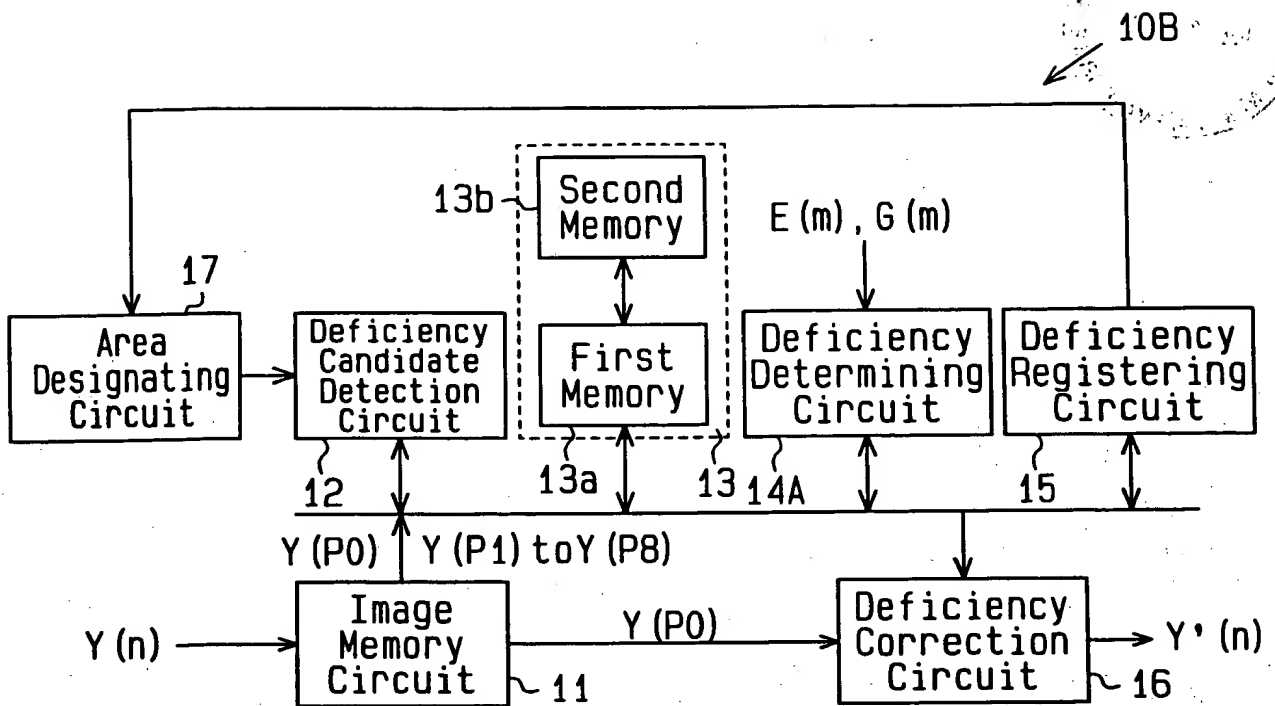 10B
13b
Second
Memory
E(m), G(m)
17
Area
Designating
Circuit
Deficiency
Candidate
Detection
Circuit
First
Memory
Deficiency
Determining
Circuit
Deficiency
Registering
Circuit
12
13a
13
14A
15
Y(P0)
Y(P1) toY(P8)
Y(n)
Image
Memory
Circuit
Y(P0)
Deficiency
Correction
Circuit
Y'(n)
11
16